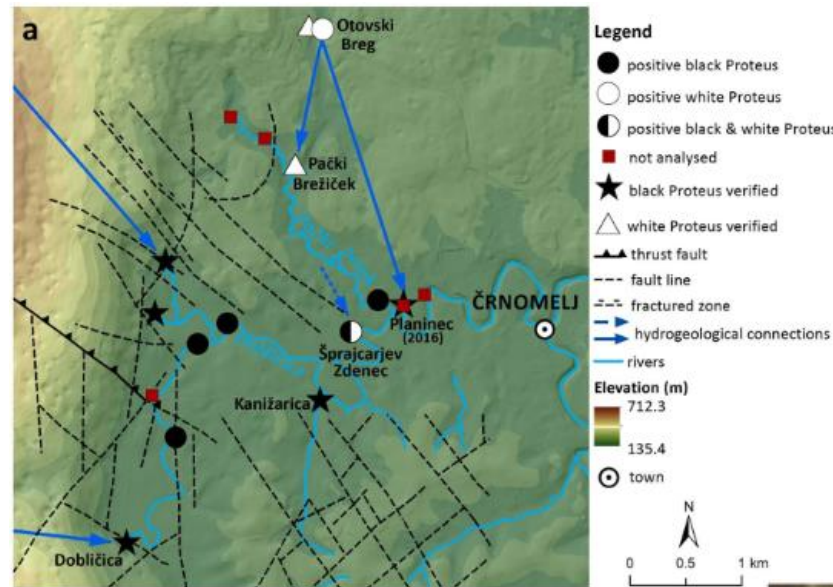 a
Otovski
Breg
Pački
Brežiček
ČRNOMELJ
Planinec
(2016)
Šprajcarjev
Zdenec
Kanižarica
Dobličica
Legend
positive black Proteus
positive white Proteus
positive black & white Proteus
not analysed
black Proteus verified
white Proteus verified
thrust fault
fault line
fractured zone
hydrogeological connections
rivers
Elevation (m)
712.3
135.4
town
N
0 0.5 1 km